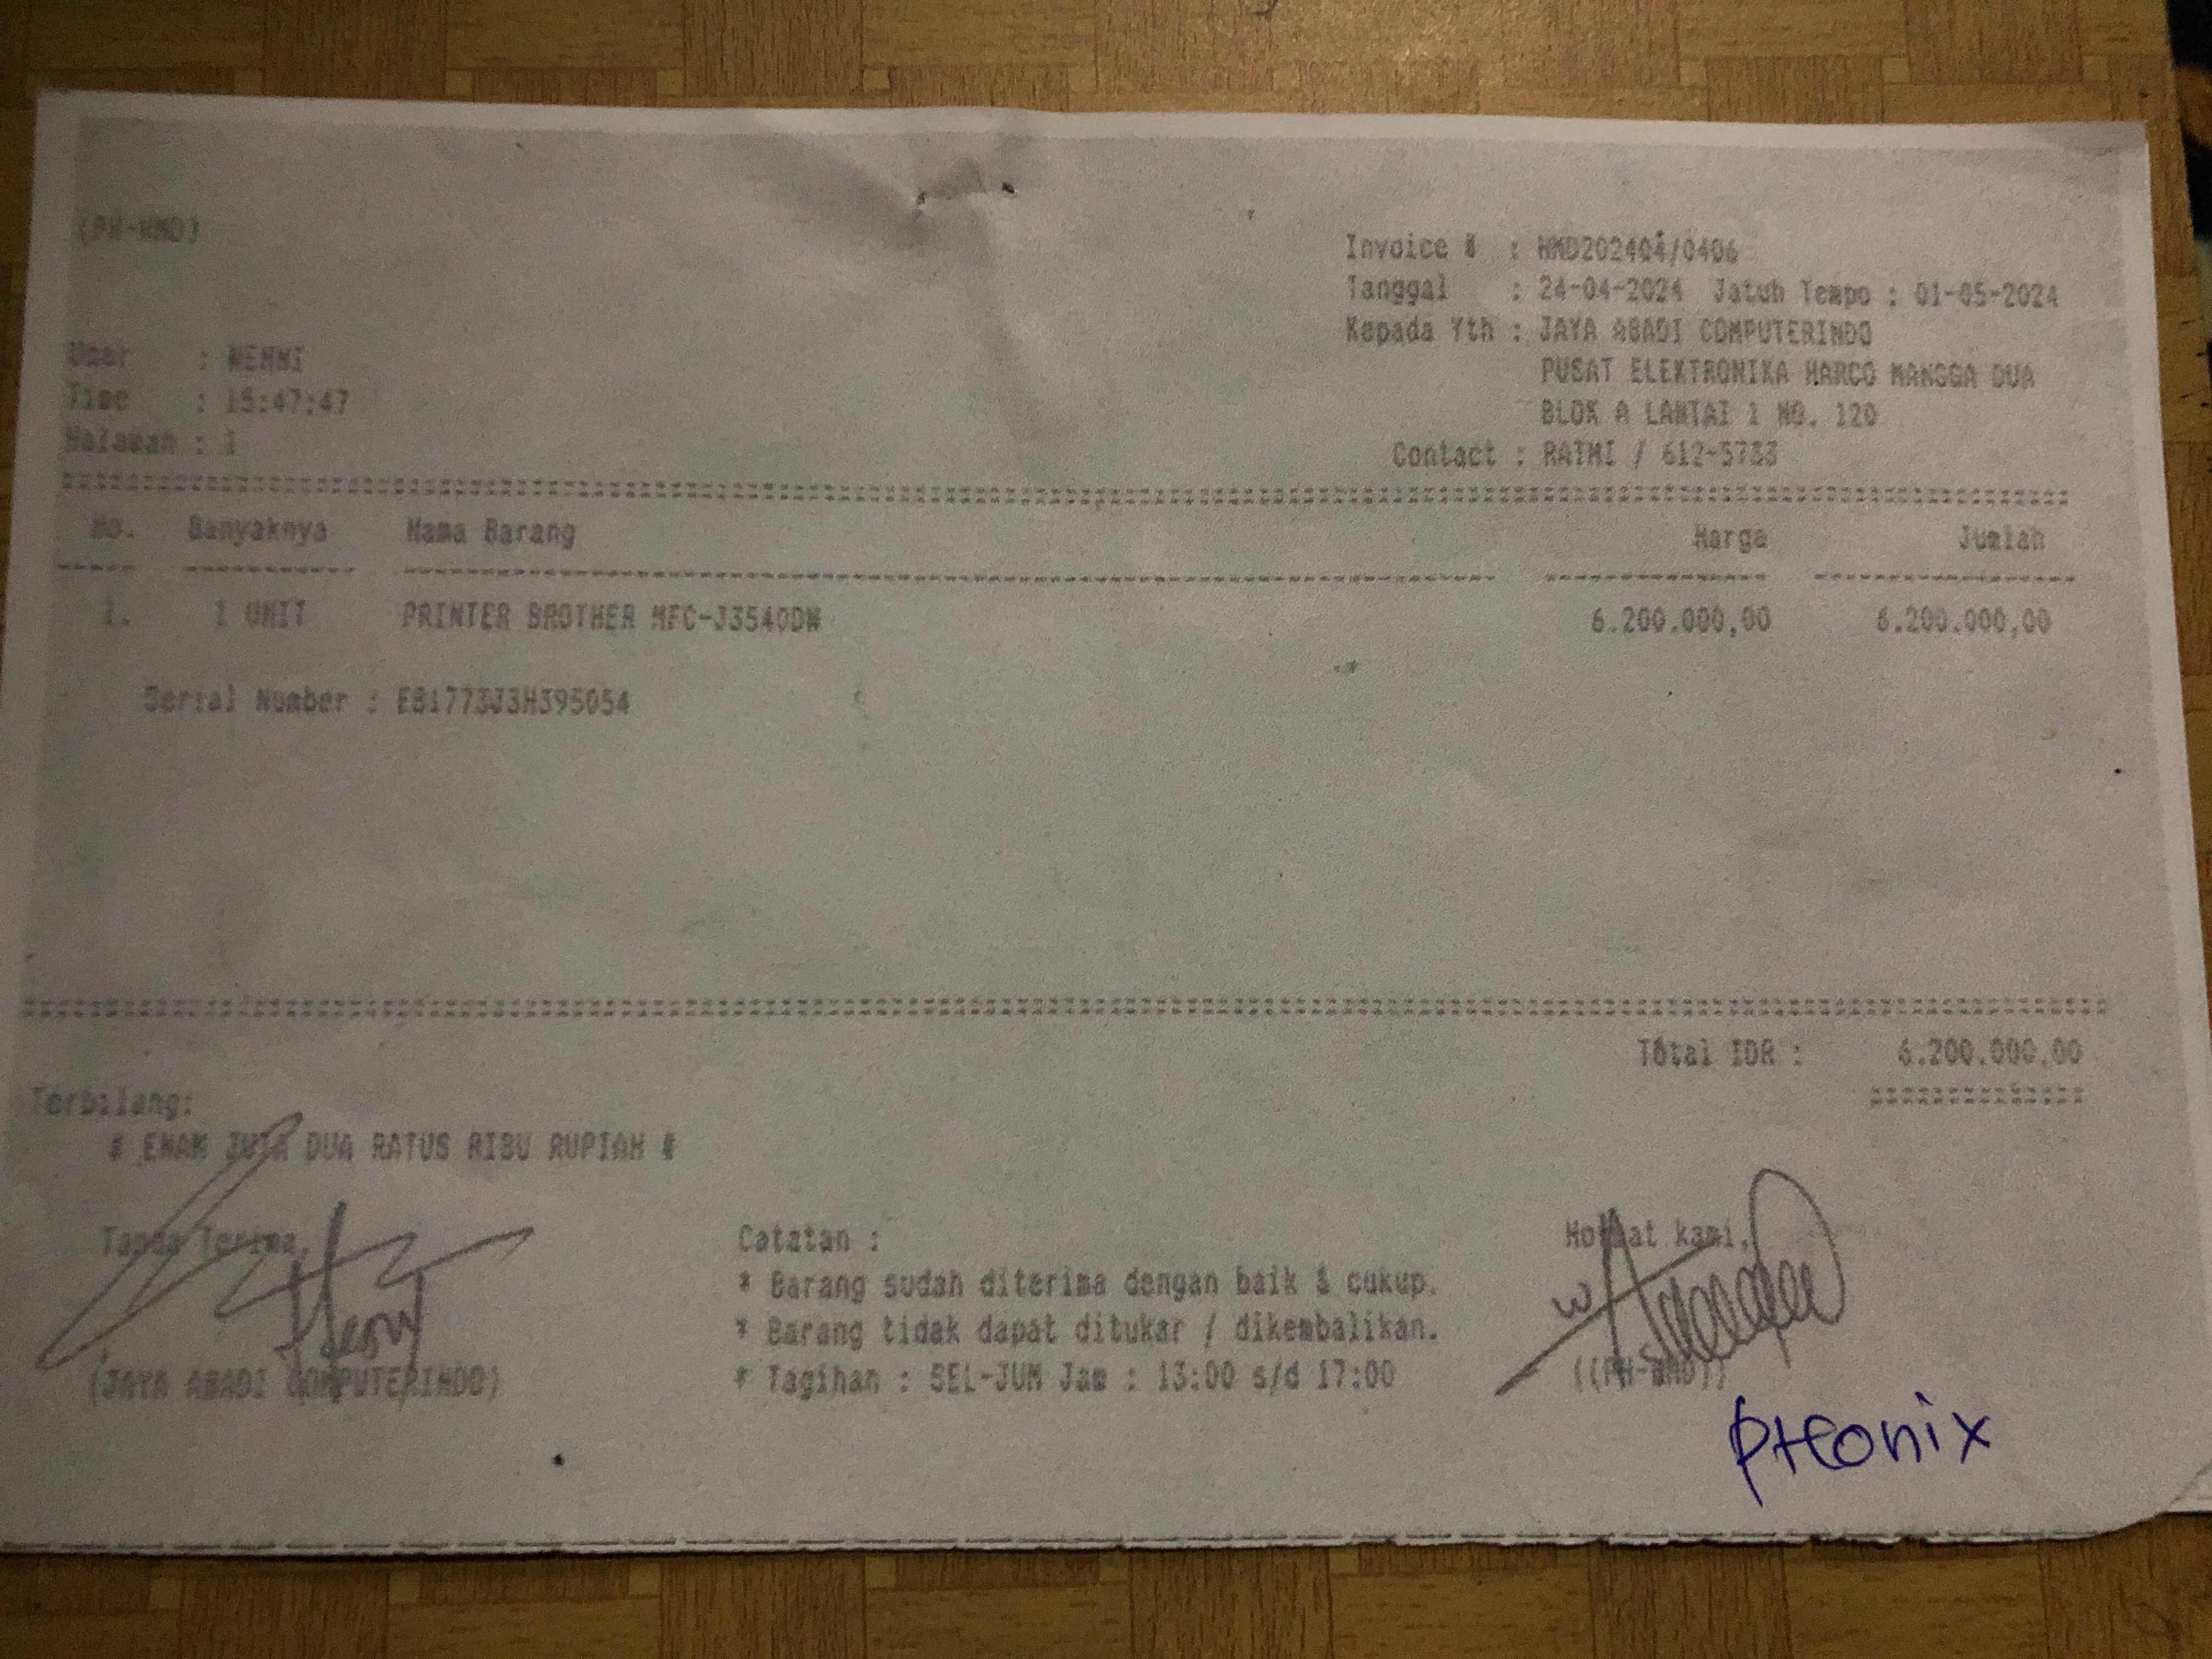 (PH-HMD)
Invoice # : HMD202404/0406
Tanggal : 24-04-2024 Jatuh Tempo : 01-05-2024
Kepada Yth : JAYA ABADI COMPUTERINDO
PUSAT ELEKTRONIKA HARCO MANGGA DUA
BLOK A LANTAI 1 NO. 120
Contact : RATMI / 612-5733
User : WENNI
Time : 15:47:47
Halaman : 1
No. Banyaknya Nama Barang Harga Jumlah
1. 1 UNIT PRINTER BROTHER MFC-J3540DW 6.200.000,00 6.200.000,00
Serial Number : E81773J3H395054
Total IDR : 6.200.000,00
Terbilang:
# ENAM JUTA DUA RATUS RIBU RUPIAH #
Tanda Terima,
(JAYA ABADI COMPUTERINDO)
Catatan :
* Barang sudah diterima dengan baik & cukup.
* Barang tidak dapat ditukar / dikembalikan.
* Tagihan : SEL-JUM Jam : 13:00 s/d 17:00
Hormat kami,
((PH-HMD))
PHonix